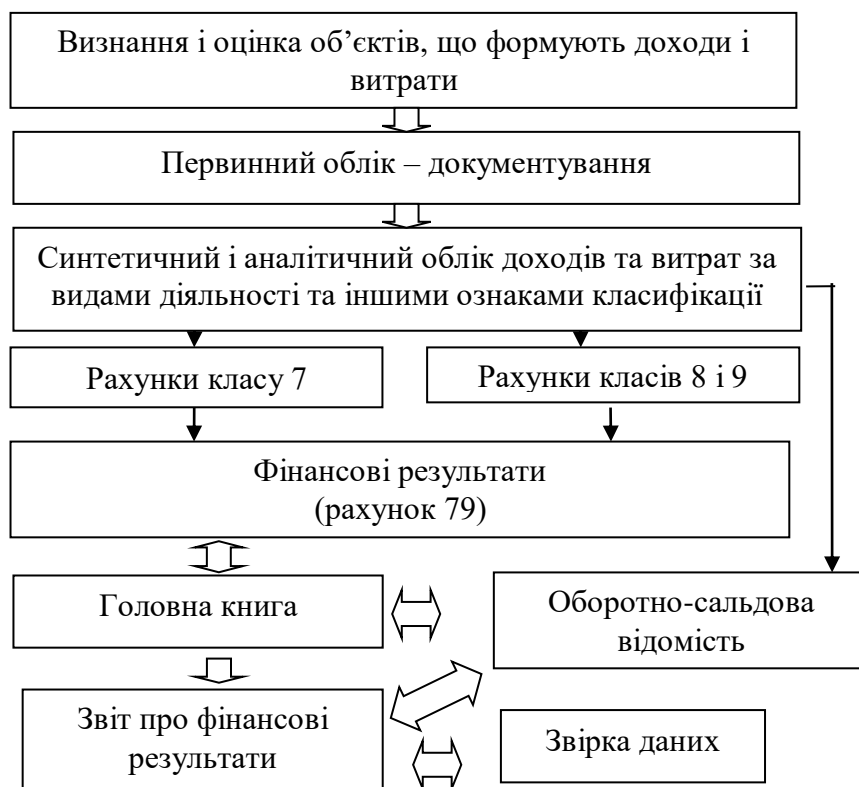 Визнання і оцінка об’єктів, що формують доходи і
витрати
Первинний облік – документування
Синтетичний і аналітичний облік доходів та витрат за
видами діяльності та іншими ознаками класифікації
Рахунки класу 7
Рахунки класів 8 і 9
Фінансові результати
(рахунок 79)
Головна книга
Оборотно-сальдова
відомість
Звіт про фінансові
результати
Звірка даних